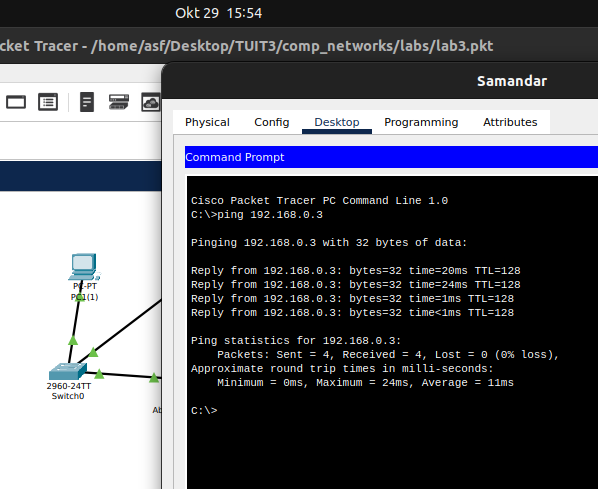 Okt 29 15:54
cket Tracer - /home/asf/Desktop/TUIT3/comp_networks/labs/lab3.pkt
Samandar
Physical Config Desktop Programming Attributes
Command Prompt
Cisco Packet Tracer PC Command Line 1.0
C:\>ping 192.168.0.3
Pinging 192.168.0.3 with 32 bytes of data:
Reply from 192.168.0.3: bytes=32 time=20ms TTL=128
Reply from 192.168.0.3: bytes=32 time=24ms TTL=128
Reply from 192.168.0.3: bytes=32 time=1ms TTL=128
Reply from 192.168.0.3: bytes=32 time<1ms TTL=128
Ping statistics for 192.168.0.3:
Packets: Sent = 4, Received = 4, Lost = 0 (0% loss),
Approximate round trip times in milli-seconds:
Minimum = 0ms, Maximum = 24ms, Average = 11ms
C:\>
PC-PT
PC1(1)
2960-24TT
Switch0
Ab